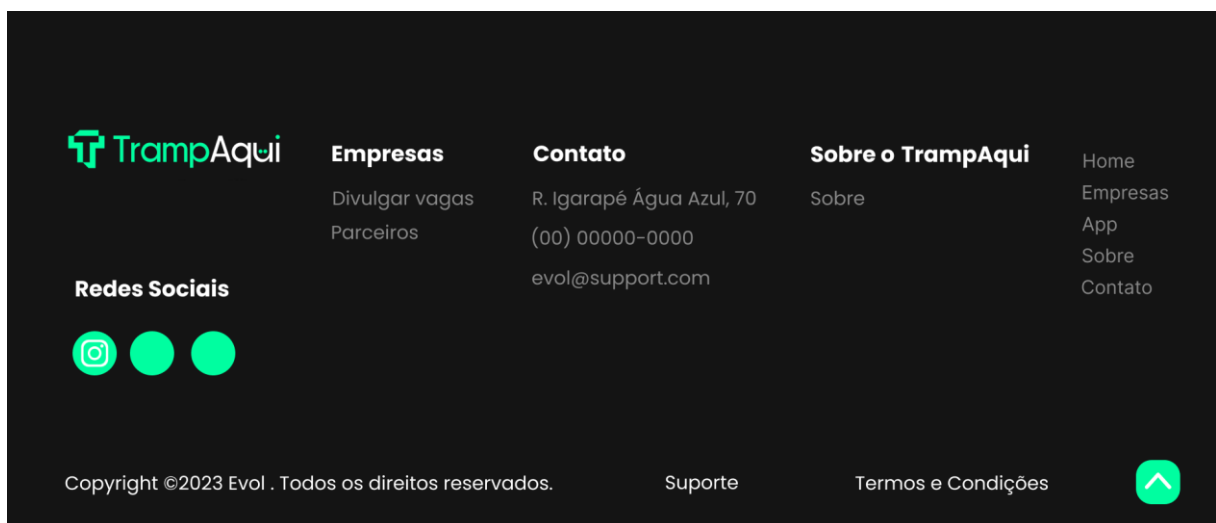 TrampAqui
Empresas
Divulgar vagas
Parceiros
Contato
R. Igarapé Água Azul, 70
(00) 00000-0000
evol@support.com
Sobre o TrampAqui
Sobre
Home
Empresas
App
Sobre
Contato
Redes Sociais
Copyright ©2023 Evol . Todos os direitos reservados.
Suporte
Termos e Condições